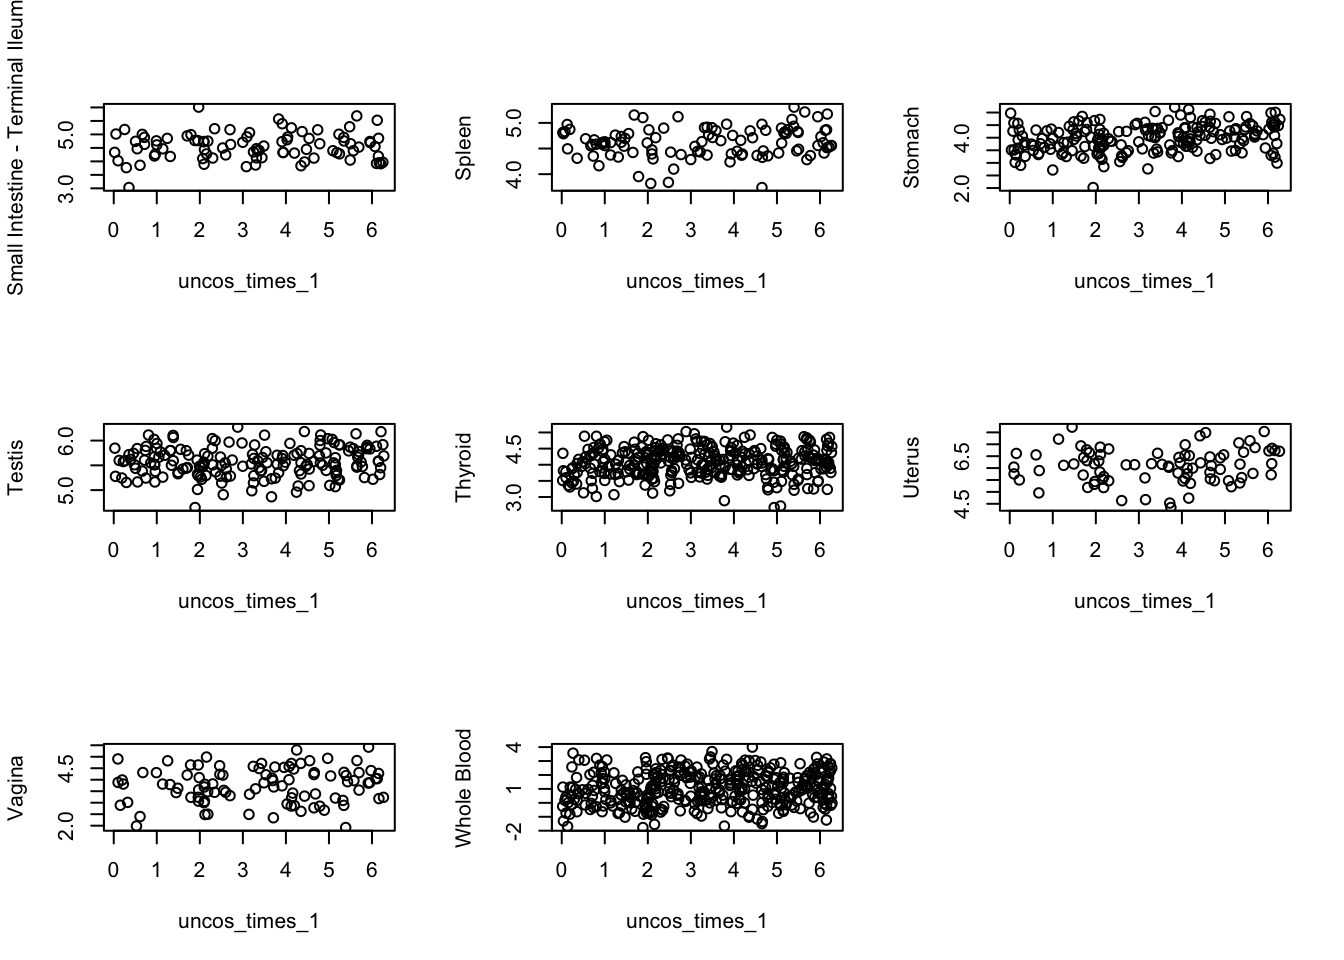 Small Intestine - Terminal Ileum
3.0 5.0
0 1 2 3 4 5 6
uncos_times_1
Spleen
4.0 5.0
0 1 2 3 4 5 6
uncos_times_1
Stomach
2.0 4.0
0 1 2 3 4 5 6
uncos_times_1
Testis
5.0 6.0
0 1 2 3 4 5 6
uncos_times_1
Thyroid
3.0 4.5
0 1 2 3 4 5 6
uncos_times_1
Uterus
4.5 6.5
0 1 2 3 4 5 6
uncos_times_1
Vagina
2.0 4.5
0 1 2 3 4 5 6
uncos_times_1
Whole Blood
-2 1 4
0 1 2 3 4 5 6
uncos_times_1